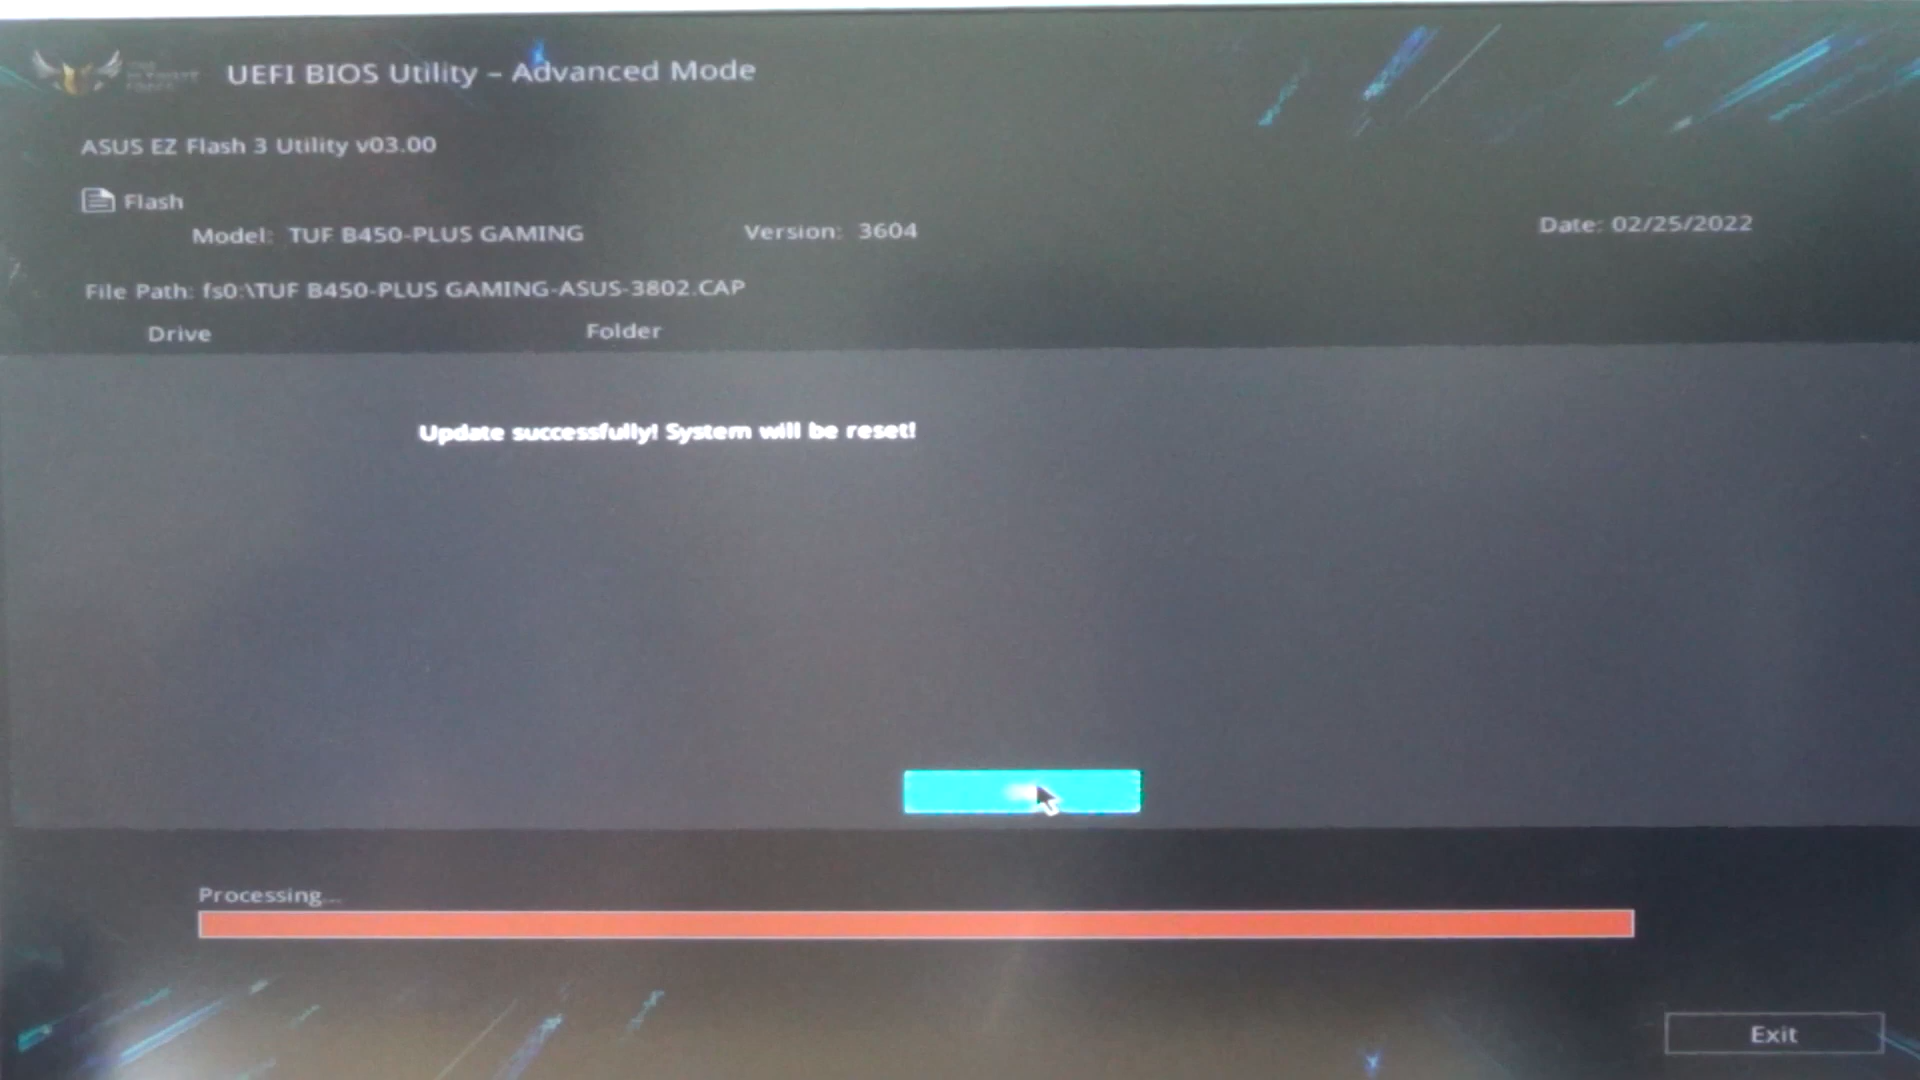 UEFI BIOS Utility – Advanced Mode
ASUS EZ Flash 3 Utility v03.00
Flash
Model: TUF B450-PLUS GAMING Version: 3604 Date: 02/25/2022
File Path: fs0:\TUF B450-PLUS GAMING-ASUS-3802.CAP
Drive Folder
Update successfully! System will be reset!
Processing...
Exit